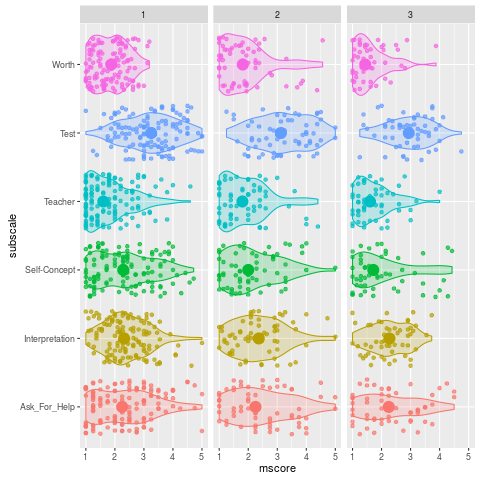 1 2 3
Worth
Test
Teacher
Self-Concept
Interpretation
Ask_For_Help
subscale
1 2 3 4 5 1 2 3 4 5 1 2 3 4 5
mscore